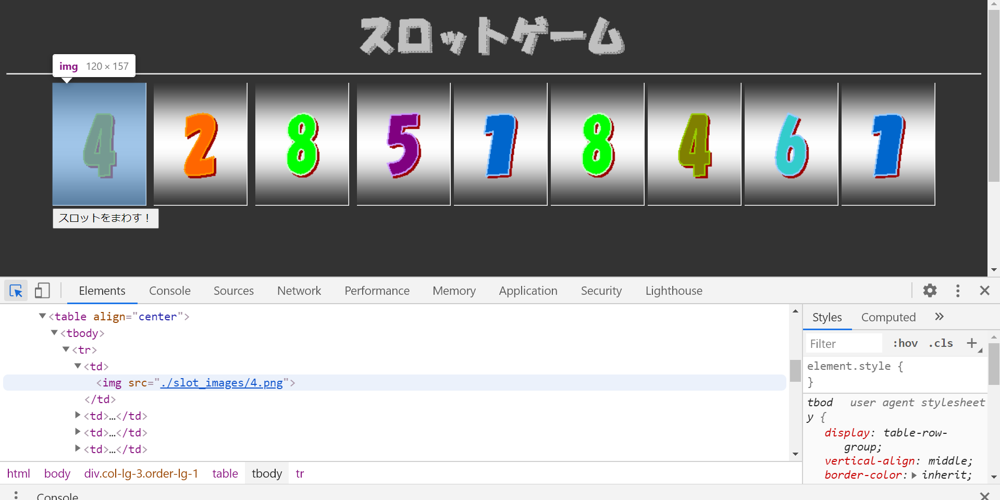 スロットゲーム
img 120 × 157
4 2 8 5 1 8 4 6 1
スロットをまわす！
Elements Console Sources Network Performance Memory Application Security Lighthouse
<table align="center">
<tbody>
<tr>
<td>
<img src="./slot_images/4.png">
</td>
<td>…</td>
<td>…</td>
<td>…</td>
html body div.col-lg-3.order-lg-1 table tbody tr
Styles Computed »
Filter :hov .cls +
element.style {
}
tbod user agent stylesheet
y {
display: table-row-
group;
vertical-align: middle;
border-color: inherit;
Console